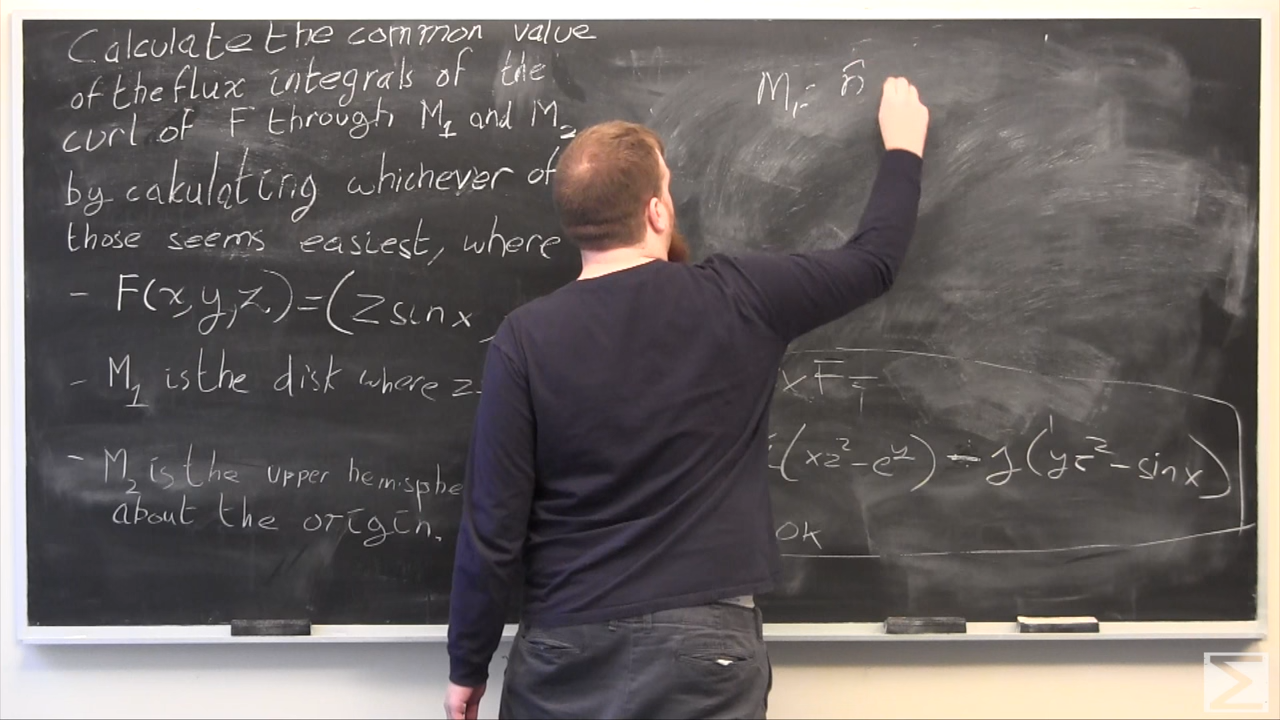 Calculate the common value
of the flux integrals of the
curl of F through M₁ and M₂
by calculating whichever of
those seems easiest, where
- F(x,y,z)=(z sin x
- M₁ is the disk where z
- M₂ is the upper hemisphe
about the origin.
M₁: n̂
xF
(xz²-e^y) - j(yz²-sin x)
0k